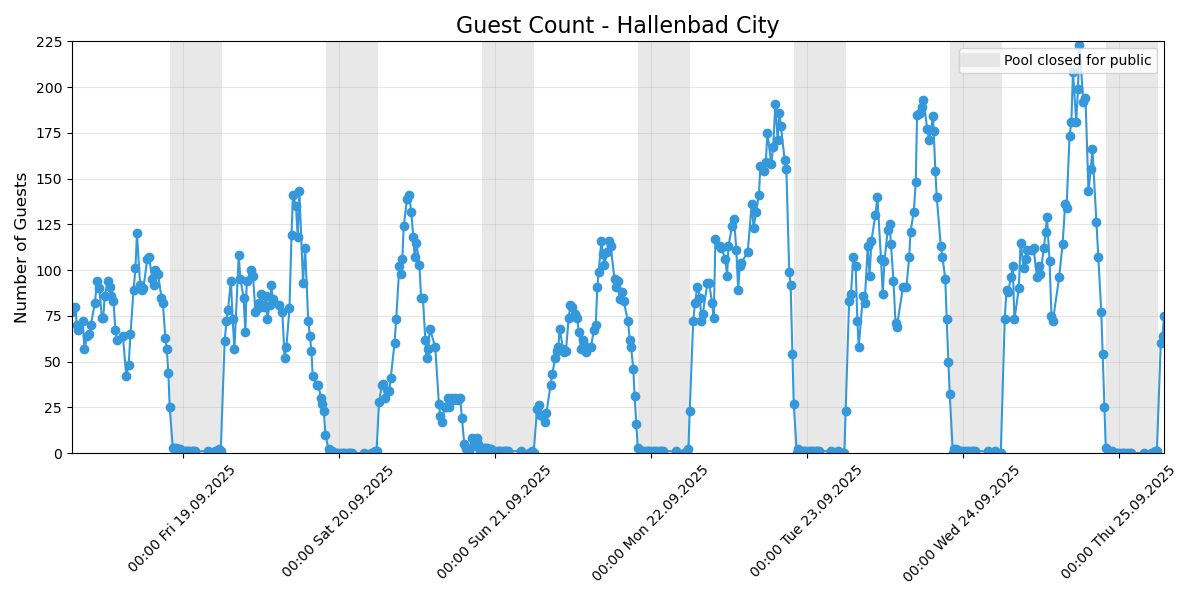 Guest Count - Hallenbad City
Pool closed for public
Number of Guests
225
200
175
150
125
100
75
50
25
0
00:00 Fri 19.09.2025
00:00 Sat 20.09.2025
00:00 Sun 21.09.2025
00:00 Mon 22.09.2025
00:00 Tue 23.09.2025
00:00 Wed 24.09.2025
00:00 Thu 25.09.2025